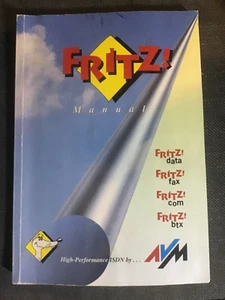 FRITZ!
Manual
FRITZ!
data
FRITZ!
fax
FRITZ!
com
FRITZ!
btx
High-Performance ISDN by . . .
AVM